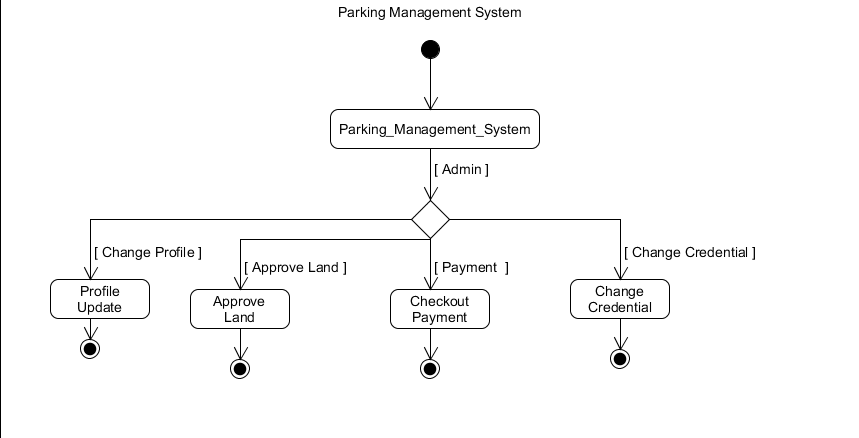 Parking Management System
Parking_Management_System
[ Admin ]
[ Change Profile ]
[ Approve Land ]
[ Payment  ]
[ Change Credential ]
Profile
Update
Approve
Land
Checkout
Payment
Change
Credential